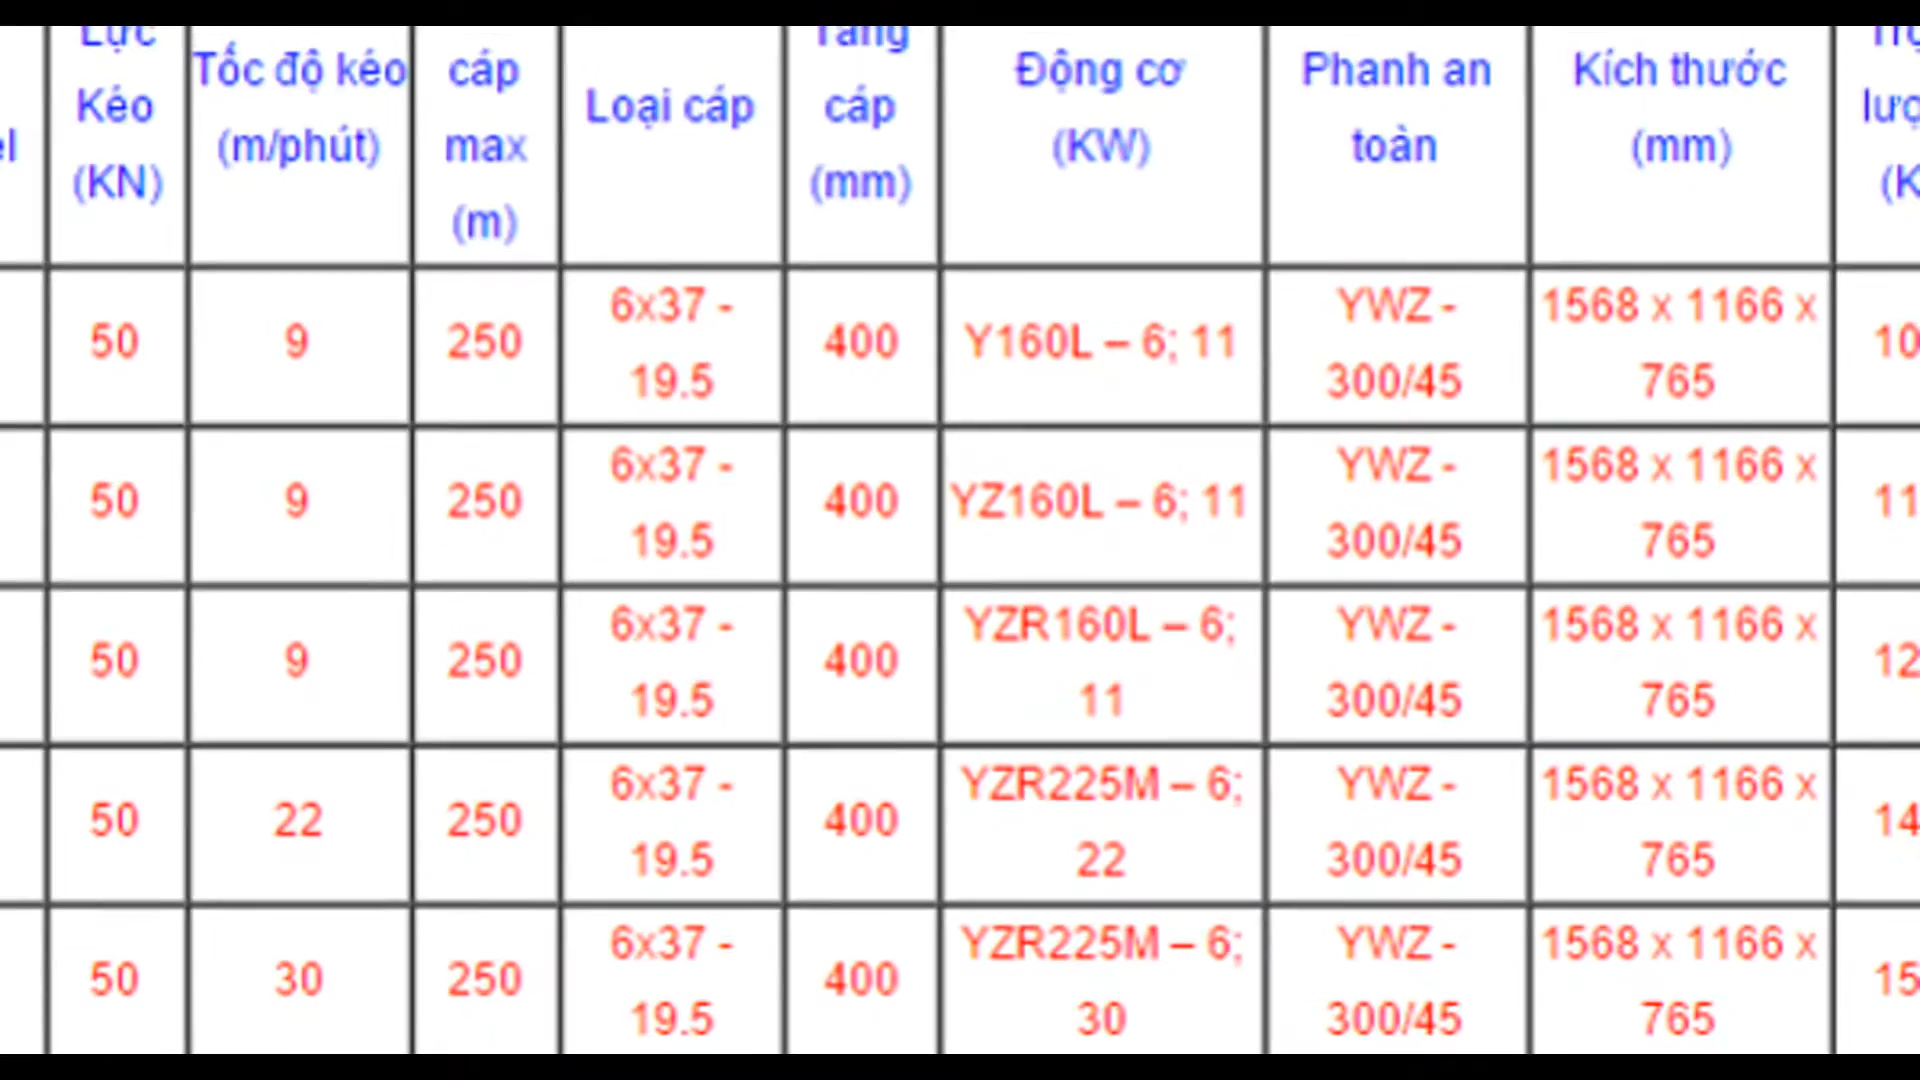 Lực
Kéo
(KN)
Tốc độ kéo
(m/phút)
cáp
max
(m)
Loại cáp
cáp
(mm)
Động cơ
(KW)
Phanh an
toàn
Kích thước
(mm)
50
9
250
6x37 -
19.5
400
Y160L – 6; 11
YWZ -
300/45
1568 x 1166 x
765
50
9
250
6x37 -
19.5
400
YZ160L – 6; 11
YWZ -
300/45
1568 x 1166 x
765
50
9
250
6x37 -
19.5
400
YZR160L – 6;
11
YWZ -
300/45
1568 x 1166 x
765
50
22
250
6x37 -
19.5
400
YZR225M – 6;
22
YWZ -
300/45
1568 x 1166 x
765
50
30
250
6x37 -
19.5
400
YZR225M – 6;
30
YWZ -
300/45
1568 x 1166 x
765